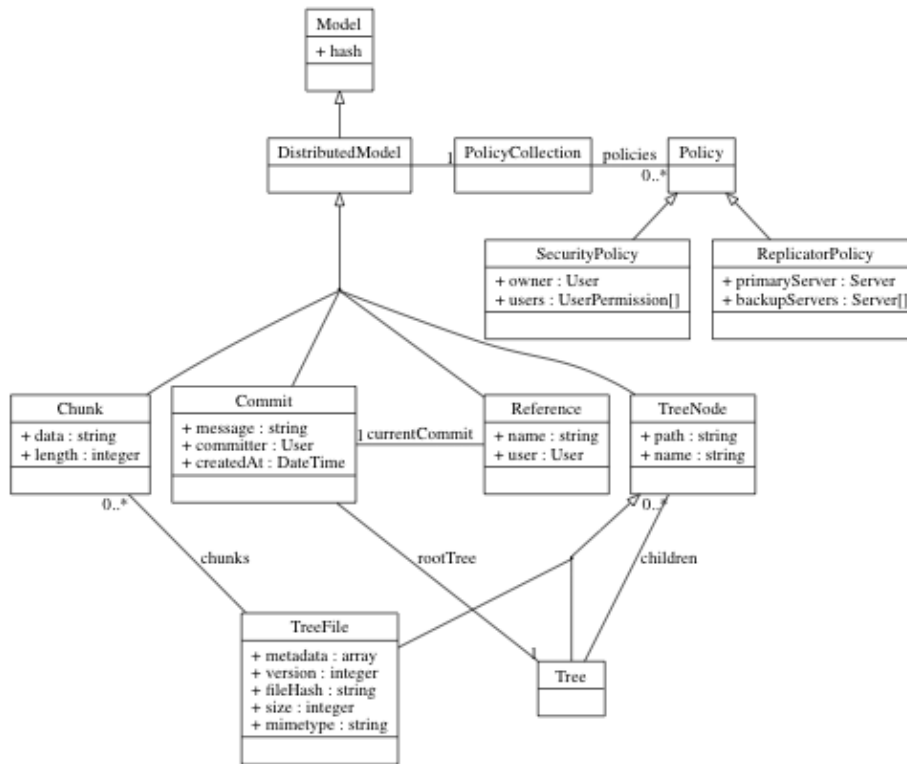 Model
+ hash
DistributedModel
1
PolicyCollection
policies
0..*
Policy
SecurityPolicy
+ owner : User
+ users : UserPermission[]
ReplicatorPolicy
+ primaryServer : Server
+ backupServers : Server[]
Chunk
+ data : string
+ length : integer
0..*
Commit
+ message : string
+ committer : User
+ createdAt : DateTime
1 currentCommit
Reference
+ name : string
+ user : User
TreeNode
+ path : string
+ name : string
0..*
chunks
rootTree
children
TreeFile
+ metadata : array
+ version : integer
+ fileHash : string
+ size : integer
+ mimetype : string
1
Tree